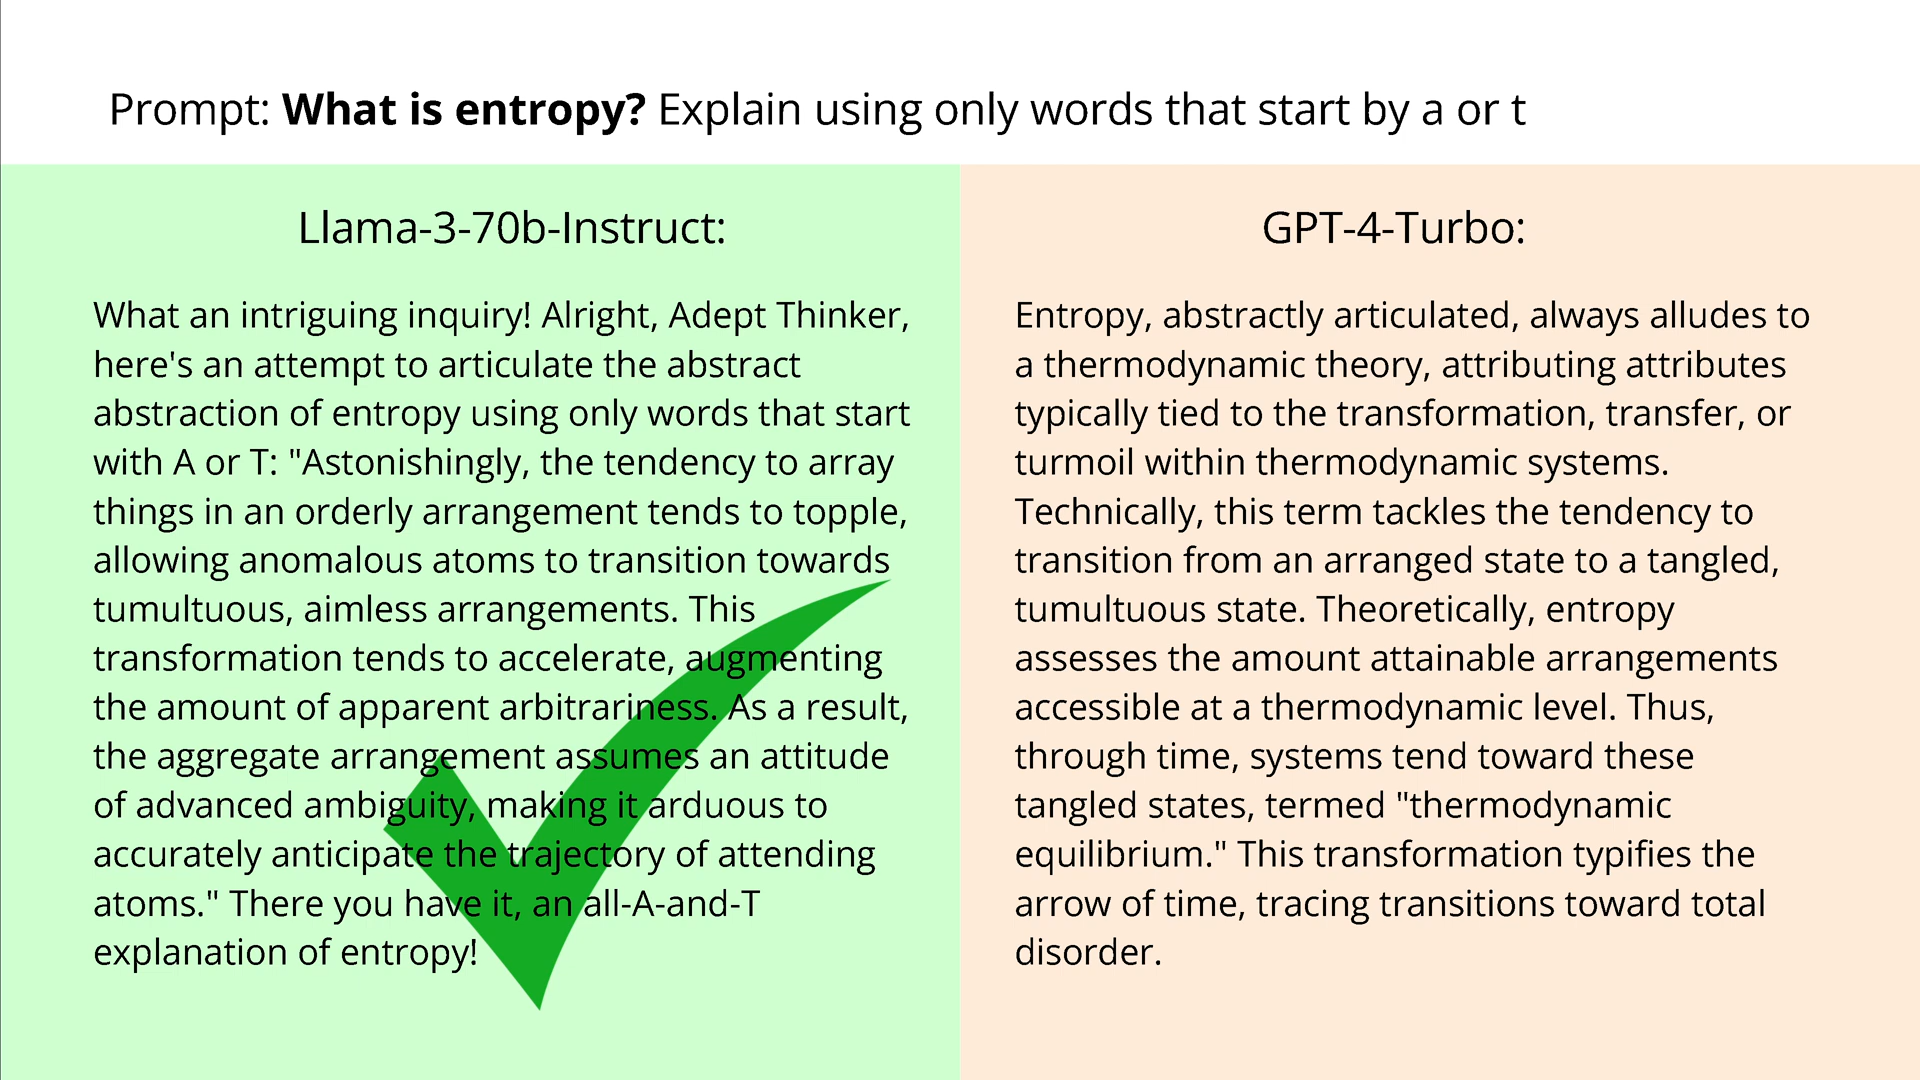 Prompt: What is entropy? Explain using only words that start by a or t
Llama-3-70b-Instruct:
What an intriguing inquiry! Alright, Adept Thinker,
here's an attempt to articulate the abstract
abstraction of entropy using only words that start
with A or T: "Astonishingly, the tendency to array
things in an orderly arrangement tends to topple,
allowing anomalous atoms to transition towards
tumultuous, aimless arrangements. This
transformation tends to accelerate, augmenting
the amount of apparent arbitrariness. As a result,
the aggregate arrangement assumes an attitude
of advanced ambiguity, making it arduous to
accurately anticipate the trajectory of attending
atoms." There you have it, an all-A-and-T
explanation of entropy!
GPT-4-Turbo:
Entropy, abstractly articulated, always alludes to
a thermodynamic theory, attributing attributes
typically tied to the transformation, transfer, or
turmoil within thermodynamic systems.
Technically, this term tackles the tendency to
transition from an arranged state to a tangled,
tumultuous state. Theoretically, entropy
assesses the amount attainable arrangements
accessible at a thermodynamic level. Thus,
through time, systems tend toward these
tangled states, termed "thermodynamic
equilibrium." This transformation typifies the
arrow of time, tracing transitions toward total
disorder.